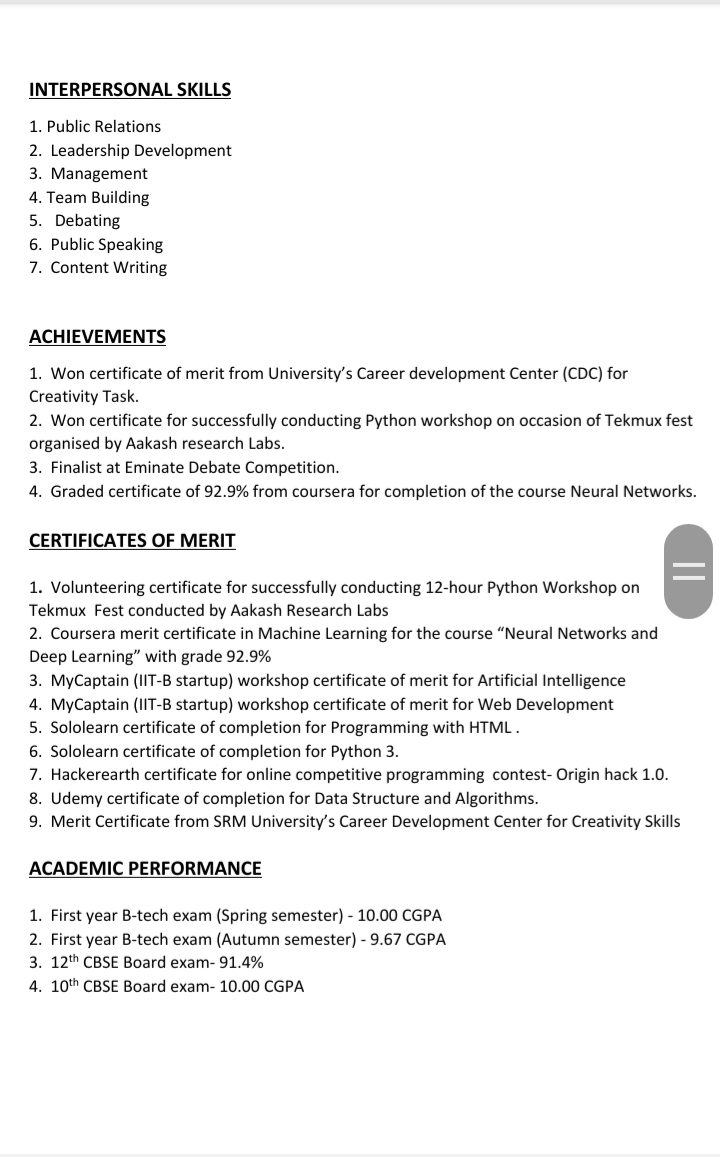 INTERPERSONAL SKILLS
1. Public Relations
2. Leadership Development
3. Management
4. Team Building
5. Debating
6. Public Speaking
7. Content Writing
ACHIEVEMENTS
1. Won certificate of merit from University’s Career development Center (CDC) for
Creativity Task.
2. Won certificate for successfully conducting Python workshop on occasion of Tekmux fest
organised by Aakash research Labs.
3. Finalist at Eminate Debate Competition.
4. Graded certificate of 92.9% from coursera for completion of the course Neural Networks.
CERTIFICATES OF MERIT
1. Volunteering certificate for successfully conducting 12-hour Python Workshop on
Tekmux Fest conducted by Aakash Research Labs
2. Coursera merit certificate in Machine Learning for the course “Neural Networks and
Deep Learning” with grade 92.9%
3. MyCaptain (IIT-B startup) workshop certificate of merit for Artificial Intelligence
4. MyCaptain (IIT-B startup) workshop certificate of merit for Web Development
5. Sololearn certificate of completion for Programming with HTML .
6. Sololearn certificate of completion for Python 3.
7. Hackerearth certificate for online competitive programming contest- Origin hack 1.0.
8. Udemy certificate of completion for Data Structure and Algorithms.
9. Merit Certificate from SRM University’s Career Development Center for Creativity Skills
ACADEMIC PERFORMANCE
1. First year B-tech exam (Spring semester) - 10.00 CGPA
2. First year B-tech exam (Autumn semester) - 9.67 CGPA
3. 12th CBSE Board exam- 91.4%
4. 10th CBSE Board exam- 10.00 CGPA